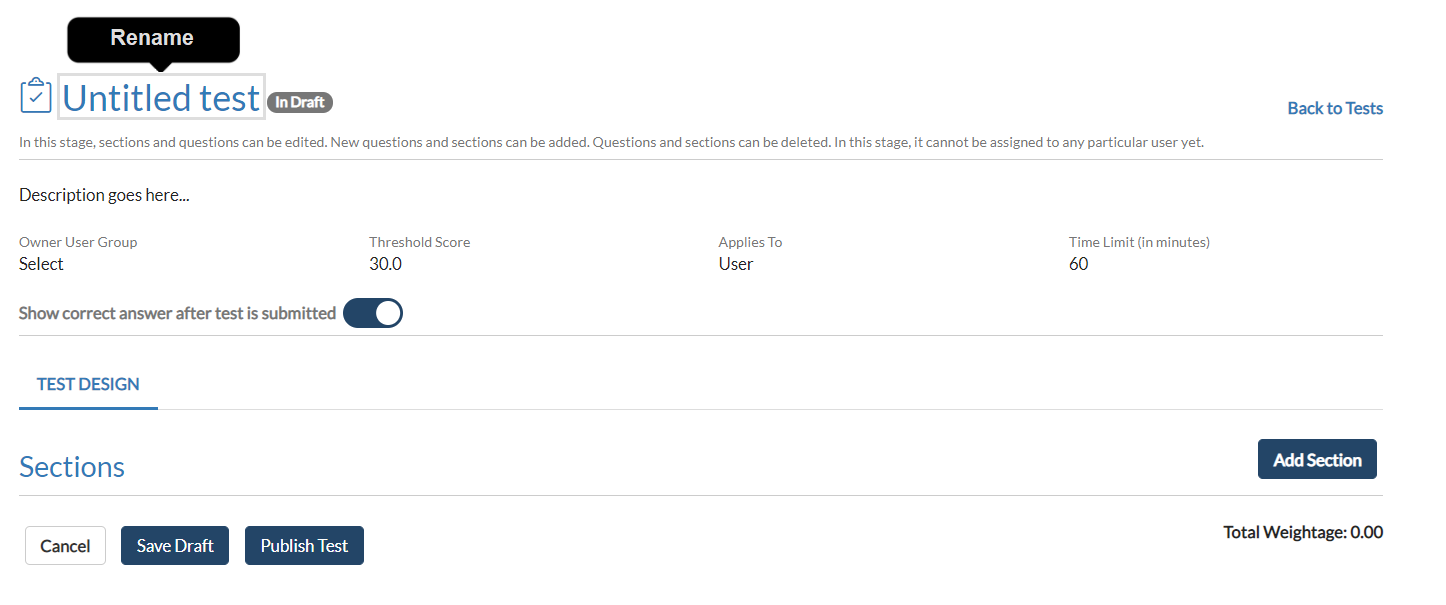 Rename
Untitled test In Draft
Back to Tests
In this stage, sections and questions can be edited. New questions and sections can be added. Questions and sections can be deleted. In this stage, it cannot be assigned to any particular user yet.
Description goes here...
Owner User Group Threshold Score Applies To Time Limit (in minutes)
Select 30.0 User 60
Show correct answer after test is submitted
TEST DESIGN
Sections
Add Section
Cancel Save Draft Publish Test
Total Weightage: 0.00